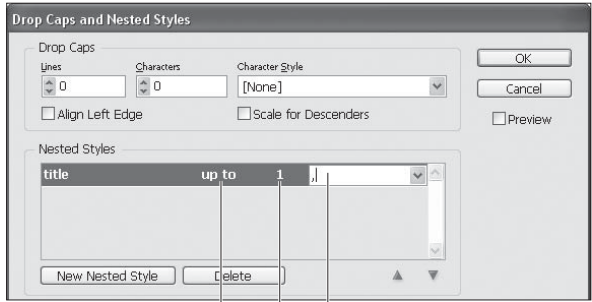 Drop Caps and Nested Styles
Drop Caps
Lines Characters Character Style
0 0 [None]
Align Left Edge Scale for Descenders
OK
Cancel
Preview
Nested Styles
title up to 1 ,
New Nested Style Delete